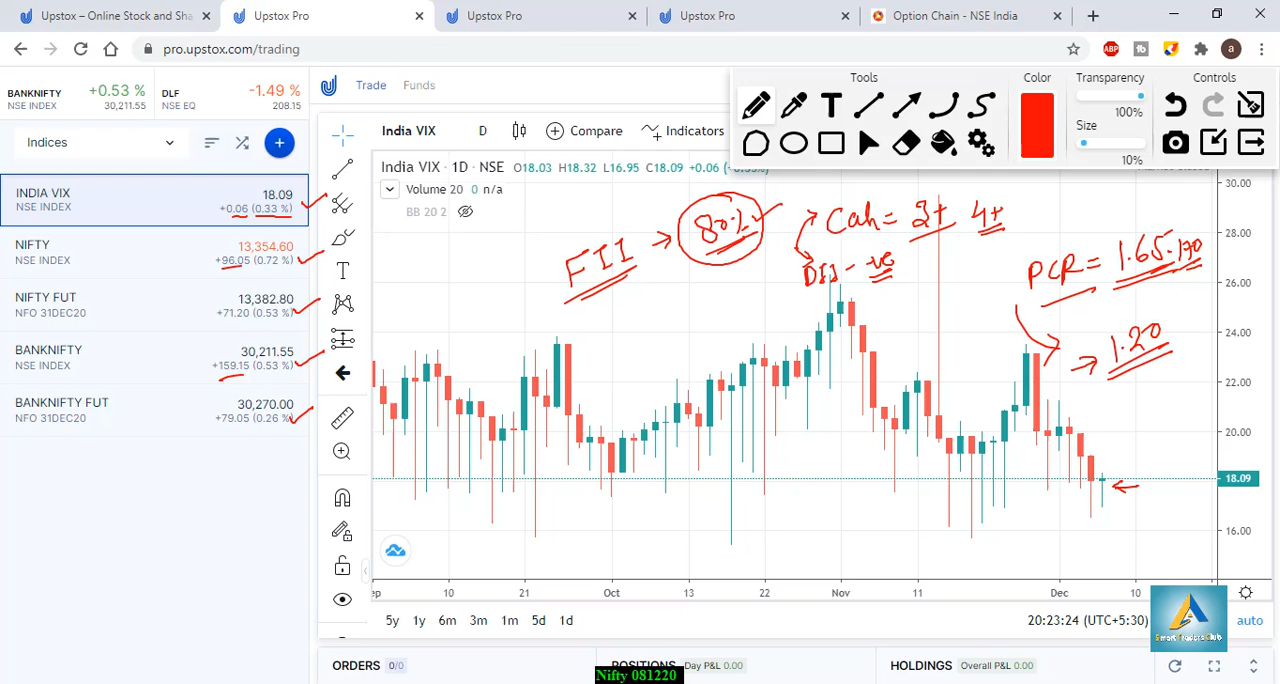 Upstox – Online Stock and Sha
Upstox Pro
Upstox Pro
Upstox Pro
Option Chain - NSE India
pro.upstox.com/trading
ABP
a
BANKNIFTY +0.53 %
NSE INDEX 30,211.55
DLF -1.49 %
NSE EQ 208.15
Trade Funds
Tools Color Transparency Controls
100%
Size
10%
Indices
India VIX D Compare Indicators
India VIX · 1D · NSE O18.03 H18.32 L16.95 C18.09 +0.06
Volume 20 0 n/a
BB 20 2
INDIA VIX 18.09
NSE INDEX +0.06 (0.33 %)
NIFTY 13,354.60
NSE INDEX +96.05 (0.72 %)
NIFTY FUT 13,382.80
NFO 31DEC20 +71.20 (0.53 %)
BANKNIFTY 30,211.55
NSE INDEX +159.15 (0.53 %)
BANKNIFTY FUT 30,270.00
NFO 31DEC20 +79.05 (0.26 %)
FII → 80%
Cah = 3+ 4+
DII - ve
PCR = 1.65-1.70
→ 1.20
30.00
28.00
26.00
24.00
22.00
20.00
18.09
16.00
ep 10 21 Oct 13 22 Nov 11 Dec 10
5y 1y 6m 3m 1m 5d 1d
20:23:24 (UTC+5:30)
auto
Smart Traders Club
ORDERS 0/0
POSITIONS Day P&L 0.00
HOLDINGS Overall P&L 0.00
Nifty 081220